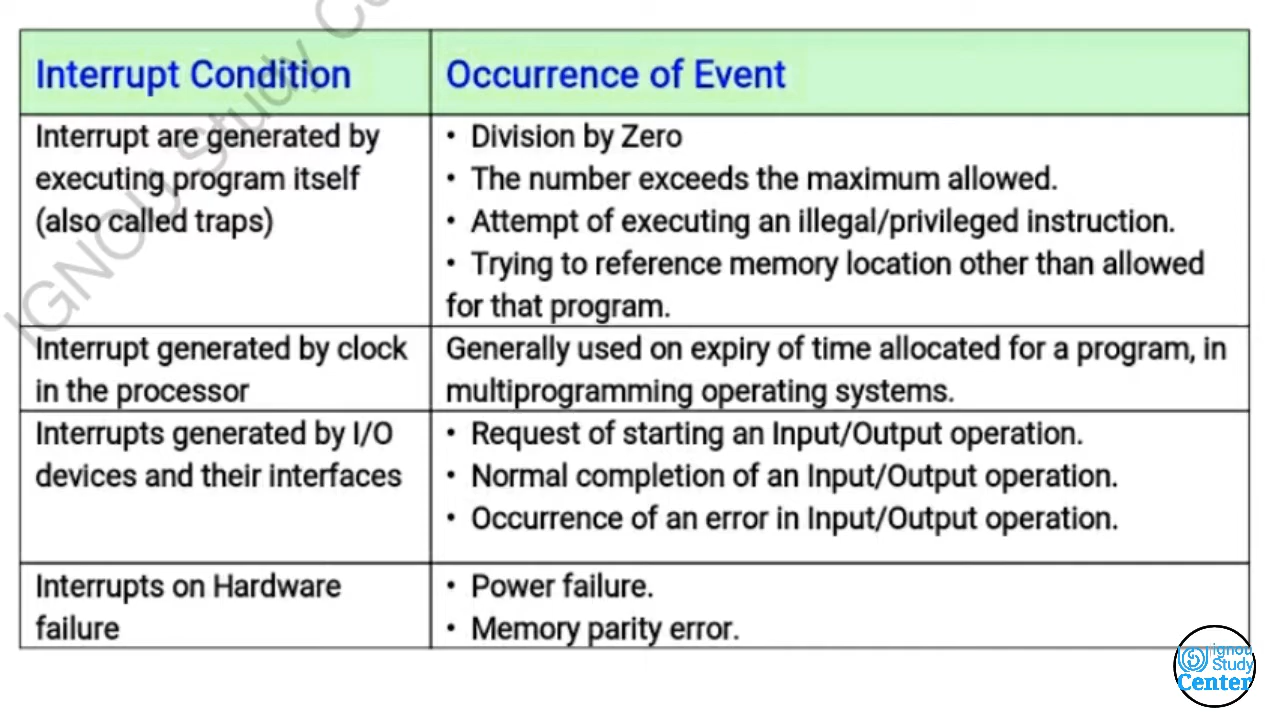 Interrupt Condition
Occurrence of Event
Interrupt are generated by
executing program itself
(also called traps)
• Division by Zero
• The number exceeds the maximum allowed.
• Attempt of executing an illegal/privileged instruction.
• Trying to reference memory location other than allowed
for that program.
Interrupt generated by clock
in the processor
Generally used on expiry of time allocated for a program, in
multiprogramming operating systems.
Interrupts generated by I/O
devices and their interfaces
• Request of starting an Input/Output operation.
• Normal completion of an Input/Output operation.
• Occurrence of an error in Input/Output operation.
Interrupts on Hardware
failure
• Power failure.
• Memory parity error.
IGNOU Study
ignou
Study
Center